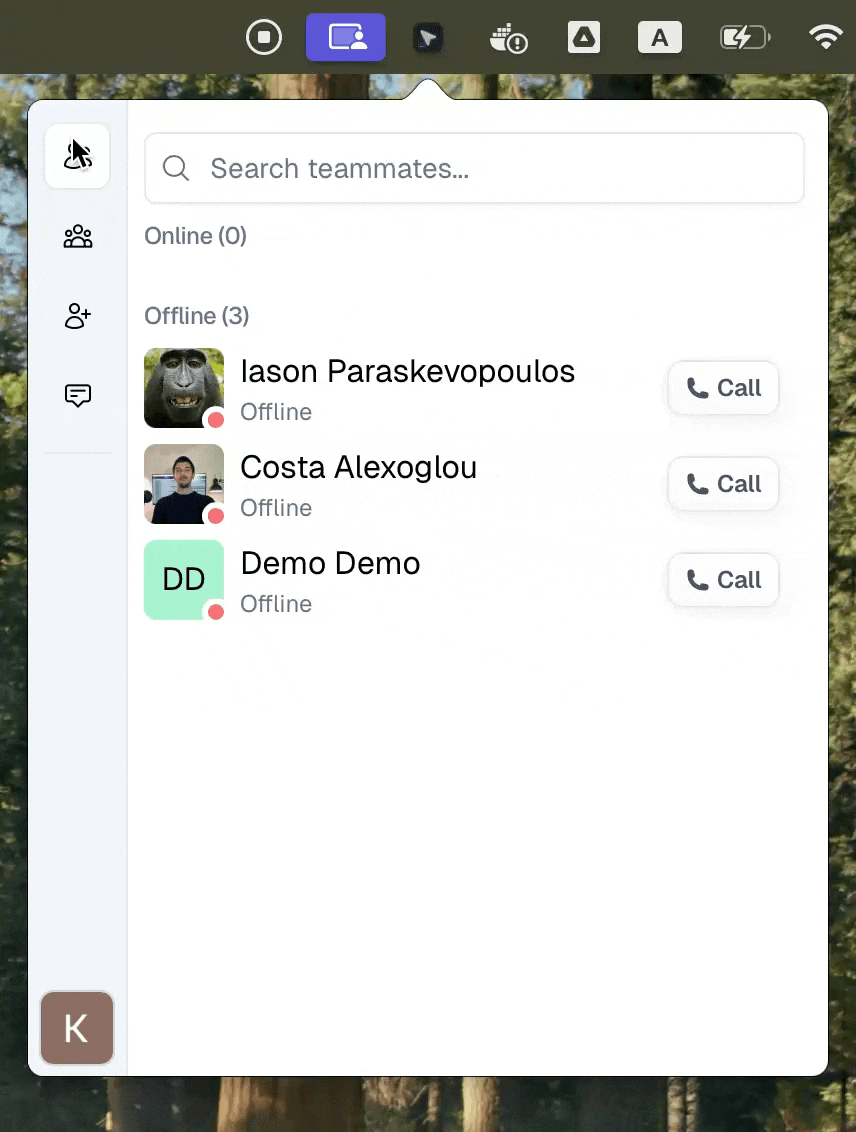 A
Search teammates...
Online (0)
Offline (3)
Iason Paraskevopoulos
Offline
Call
Costa Alexoglou
Offline
Call
DD
Demo Demo
Offline
Call
K